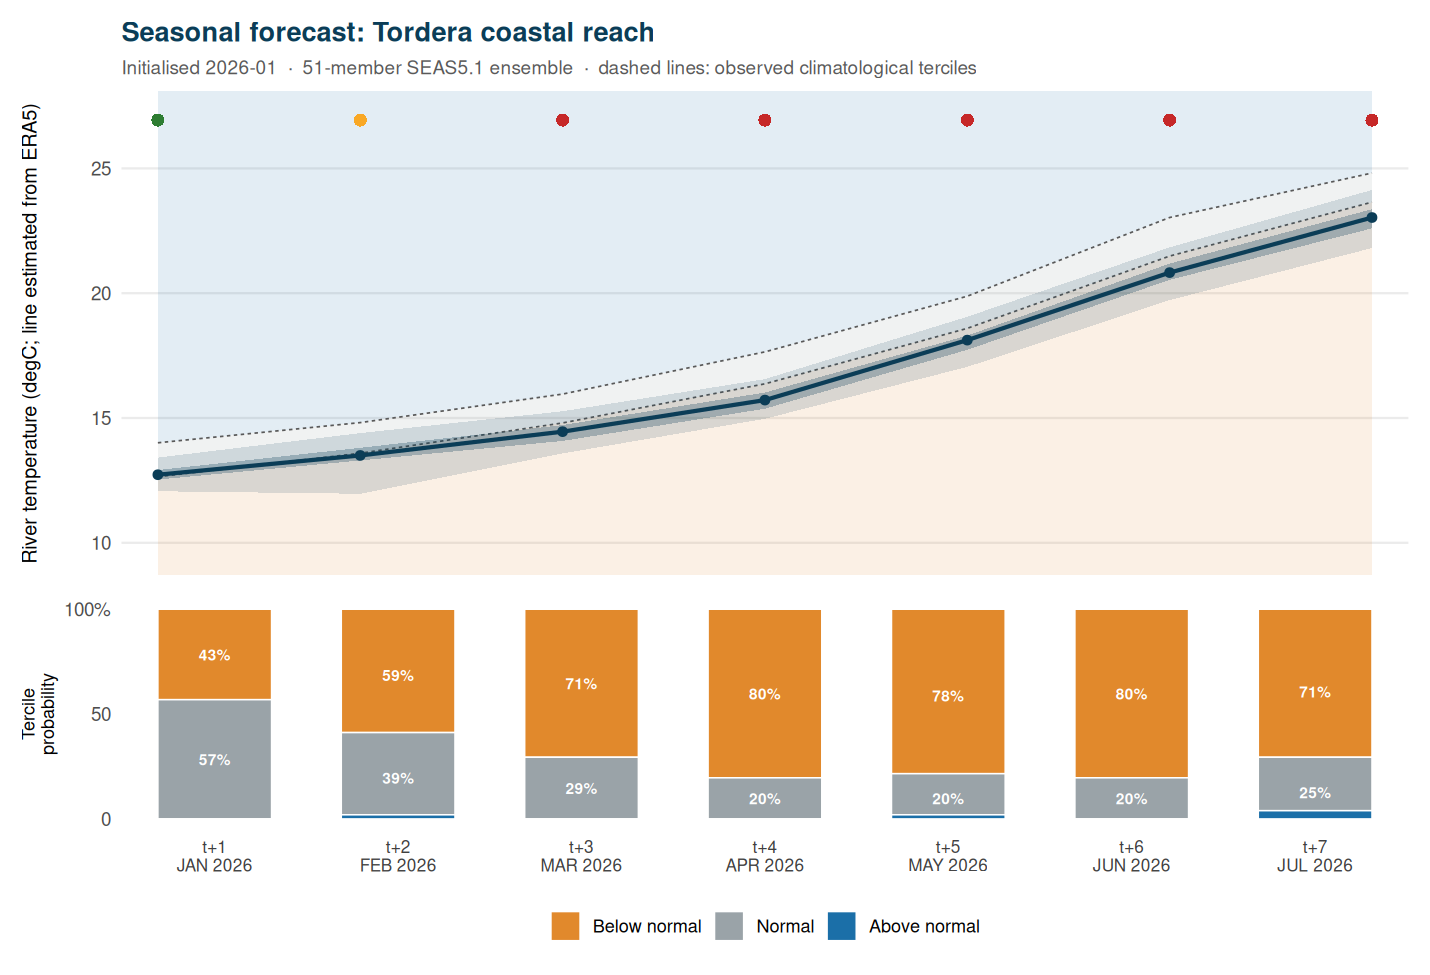 Seasonal forecast: Tordera coastal reach
Initialised 2026-01 · 51-member SEAS5.1 ensemble · dashed lines: observed climatological terciles
River temperature (degC; line estimated from ERA5)
25
20
15
10
Tercile
probability
100%
50
0
43%
59%
71%
80%
78%
80%
71%
57%
39%
29%
20%
20%
20%
25%
t+1
JAN 2026
t+2
FEB 2026
t+3
MAR 2026
t+4
APR 2026
t+5
MAY 2026
t+6
JUN 2026
t+7
JUL 2026
Below normal
Normal
Above normal